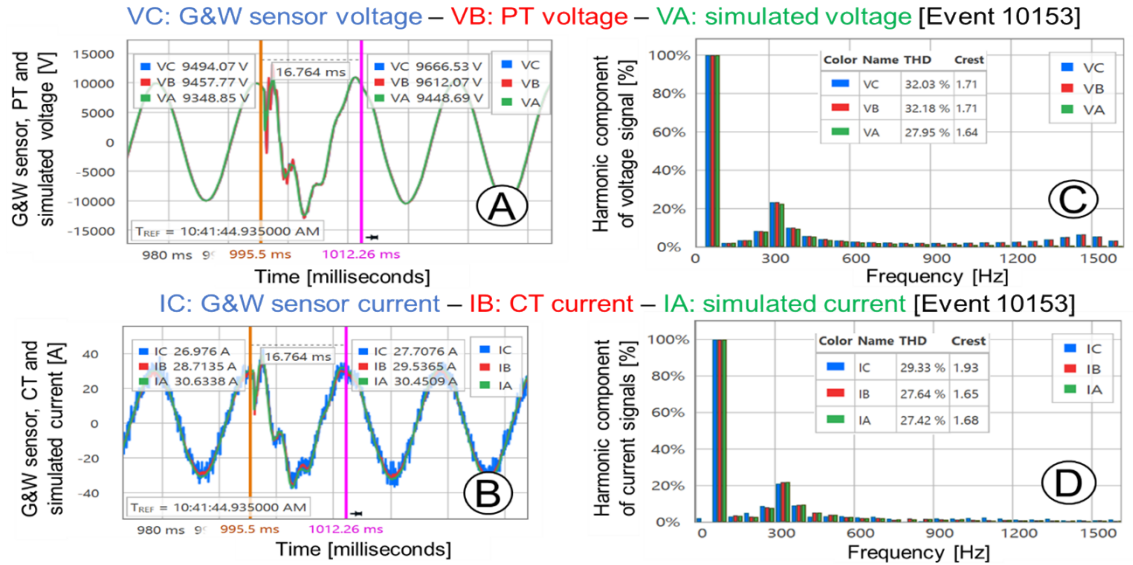 VC: G&W sensor voltage – VB: PT voltage – VA: simulated voltage [Event 10153]
G&W sensor, PT and
simulated voltage [V]
15000
10000
5000
0
-5000
-10000
-15000
VC 9494.07 V
VB 9457.77 V
VA 9348.85 V
16.764 ms
VC 9666.53 V
VB 9612.07 V
VA 9448.69 V
VC
VB
VA
A
TREF = 10:41:44.935000 AM
980 ms
995.5 ms
1012.26 ms
Time [milliseconds]
Harmonic component
of voltage signal [%]
100%
80%
60%
40%
20%
0%
Color Name THD Crest
VC 32.03 % 1.71
VB 32.18 % 1.71
VA 27.95 % 1.64
VC
VB
VA
C
300 600 900 1200 1500
Frequency [Hz]
IC: G&W sensor current – IB: CT current – IA: simulated current [Event 10153]
G&W sensor, CT and
simulated current [A]
40
20
0
-20
-40
IC 26.976 A
IB 28.7135 A
IA 30.6338 A
16.764 ms
IC 27.7076 A
IB 29.5365 A
IA 30.4509 A
IC
IB
IA
B
TREF = 10:41:44.935000 AM
980 ms
995.5 ms
1012.26 ms
Time [milliseconds]
Harmonic component
of current signals [%]
100%
80%
60%
40%
20%
0%
Color Name THD Crest
IC 29.33 % 1.93
IB 27.64 % 1.65
IA 27.42 % 1.68
IC
IB
IA
D
0 300 600 900 1200 1500
Frequency [Hz]